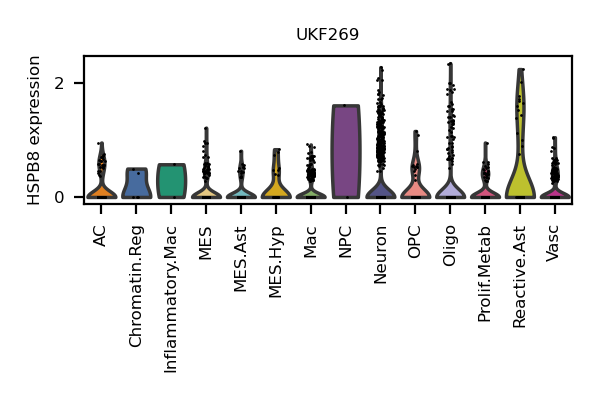 UKF269
HSPB8 expression
2
0
AC
Chromatin.Reg
Inflammatory.Mac
MES
MES.Ast
MES.Hyp
Mac
NPC
Neuron
OPC
Oligo
Prolif.Metab
Reactive.Ast
Vasc